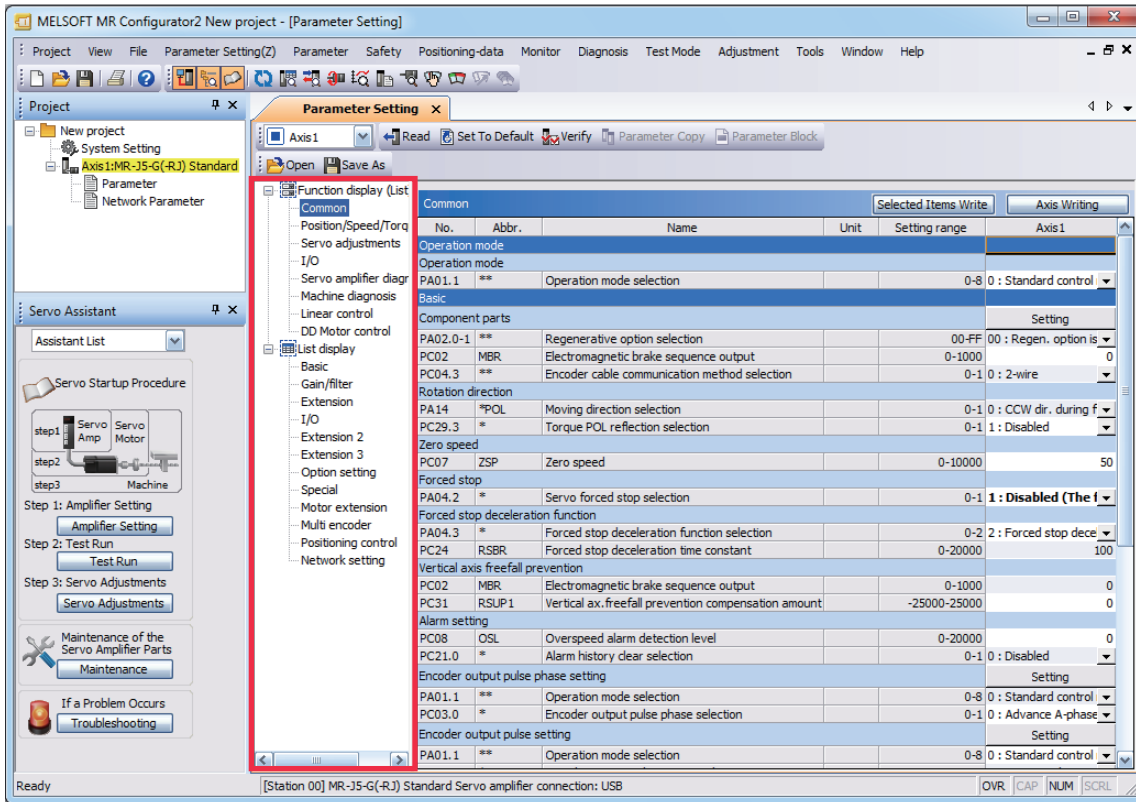 MELSOFT MR Configurator2 New project - [Parameter Setting]
Project View File Parameter Setting(Z) Parameter Safety Positioning-data Monitor Diagnosis Test Mode Adjustment Tools Window Help
Project
New project
System Setting
Axis1:MR-J5-G(-RJ) Standard
Parameter
Network Parameter
Servo Assistant
Assistant List
Servo Startup Procedure
step1 Servo Amp Servo Motor
step2
step3 Machine
Step 1: Amplifier Setting
Amplifier Setting
Step 2: Test Run
Test Run
Step 3: Servo Adjustments
Servo Adjustments
Maintenance of the
Servo Amplifier Parts
Maintenance
If a Problem Occurs
Troubleshooting
Parameter Setting
Axis1 Read Set To Default Verify Parameter Copy Parameter Block
Open Save As
Function display (List
Common
Position/Speed/Torq
Servo adjustments
I/O
Servo amplifier diagr
Machine diagnosis
Linear control
DD Motor control
List display
Basic
Gain/filter
Extension
I/O
Extension 2
Extension 3
Option setting
Special
Motor extension
Multi encoder
Positioning control
Network setting
Common Selected Items Write Axis Writing
No. Abbr. Name Unit Setting range Axis1
Operation mode
Operation mode
PA01.1 ** Operation mode selection 0-8 0 : Standard control
Basic
Component parts Setting
PA02.0-1 ** Regenerative option selection 00-FF 00 : Regen. option is
PC02 MBR Electromagnetic brake sequence output 0-1000 0
PC04.3 ** Encoder cable communication method selection 0-1 0 : 2-wire
Rotation direction
PA14 *POL Moving direction selection 0-1 0 : CCW dir. during f
PC29.3 * Torque POL reflection selection 0-1 1 : Disabled
Zero speed
PC07 ZSP Zero speed 0-10000 50
Forced stop
PA04.2 * Servo forced stop selection 0-1 1 : Disabled (The f
Forced stop deceleration function
PA04.3 * Forced stop deceleration function selection 0-2 2 : Forced stop dece
PC24 RSBR Forced stop deceleration time constant 0-20000 100
Vertical axis freefall prevention
PC02 MBR Electromagnetic brake sequence output 0-1000 0
PC31 RSUP1 Vertical ax.freefall prevention compensation amount -25000-25000 0
Alarm setting
PC08 OSL Overspeed alarm detection level 0-20000 0
PC21.0 * Alarm history clear selection 0-1 0 : Disabled
Encoder output pulse phase setting Setting
PA01.1 ** Operation mode selection 0-8 0 : Standard control
PC03.0 * Encoder output pulse phase selection 0-1 0 : Advance A-phase
Encoder output pulse setting Setting
PA01.1 ** Operation mode selection 0-8 0 : Standard control
Ready [Station 00] MR-J5-G(-RJ) Standard Servo amplifier connection: USB OVR CAP NUM SCRL